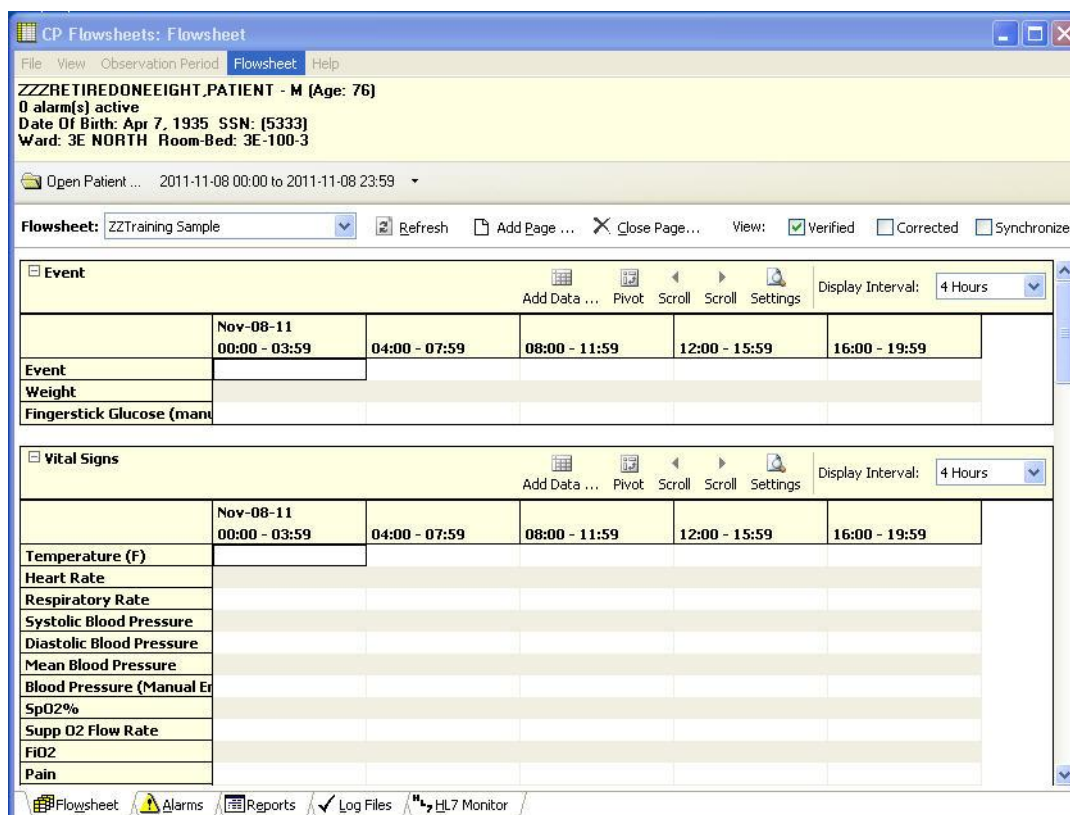 CP Flowsheets: Flowsheet
File View Observation Period Flowsheet Help
ZZZRETIREDONEEIGHT,PATIENT - M (Age: 76)
0 alarm(s) active
Date Of Birth: Apr 7, 1935 SSN: (5333)
Ward: 3E NORTH Room-Bed: 3E-100-3
Open Patient ... 2011-11-08 00:00 to 2011-11-08 23:59
Flowsheet: ZZTraining Sample Refresh Add Page ... Close Page... View: Verified Corrected Synchronize
Event Add Data ... Pivot Scroll Scroll Settings Display Interval: 4 Hours
Nov-08-11
00:00 - 03:59 04:00 - 07:59 08:00 - 11:59 12:00 - 15:59 16:00 - 19:59
Event
Weight
Fingerstick Glucose (manu
Vital Signs Add Data ... Pivot Scroll Scroll Settings Display Interval: 4 Hours
Nov-08-11
00:00 - 03:59 04:00 - 07:59 08:00 - 11:59 12:00 - 15:59 16:00 - 19:59
Temperature (F)
Heart Rate
Respiratory Rate
Systolic Blood Pressure
Diastolic Blood Pressure
Mean Blood Pressure
Blood Pressure (Manual En
SpO2%
Supp O2 Flow Rate
FiO2
Pain
Flowsheet Alarms Reports Log Files HL7 HL7 Monitor